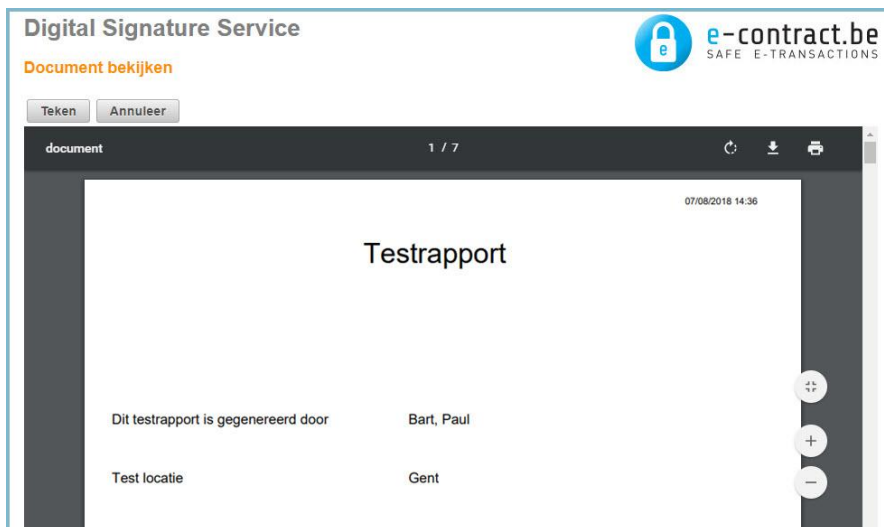 Digital Signature Service
e-contract.be
SAFE E-TRANSACTIONS
e
Document bekijken
Teken Annuleer
document 1 / 7
07/08/2018 14:36
Testrapport
Dit testrapport is gegenereerd door Bart, Paul
Test locatie Gent